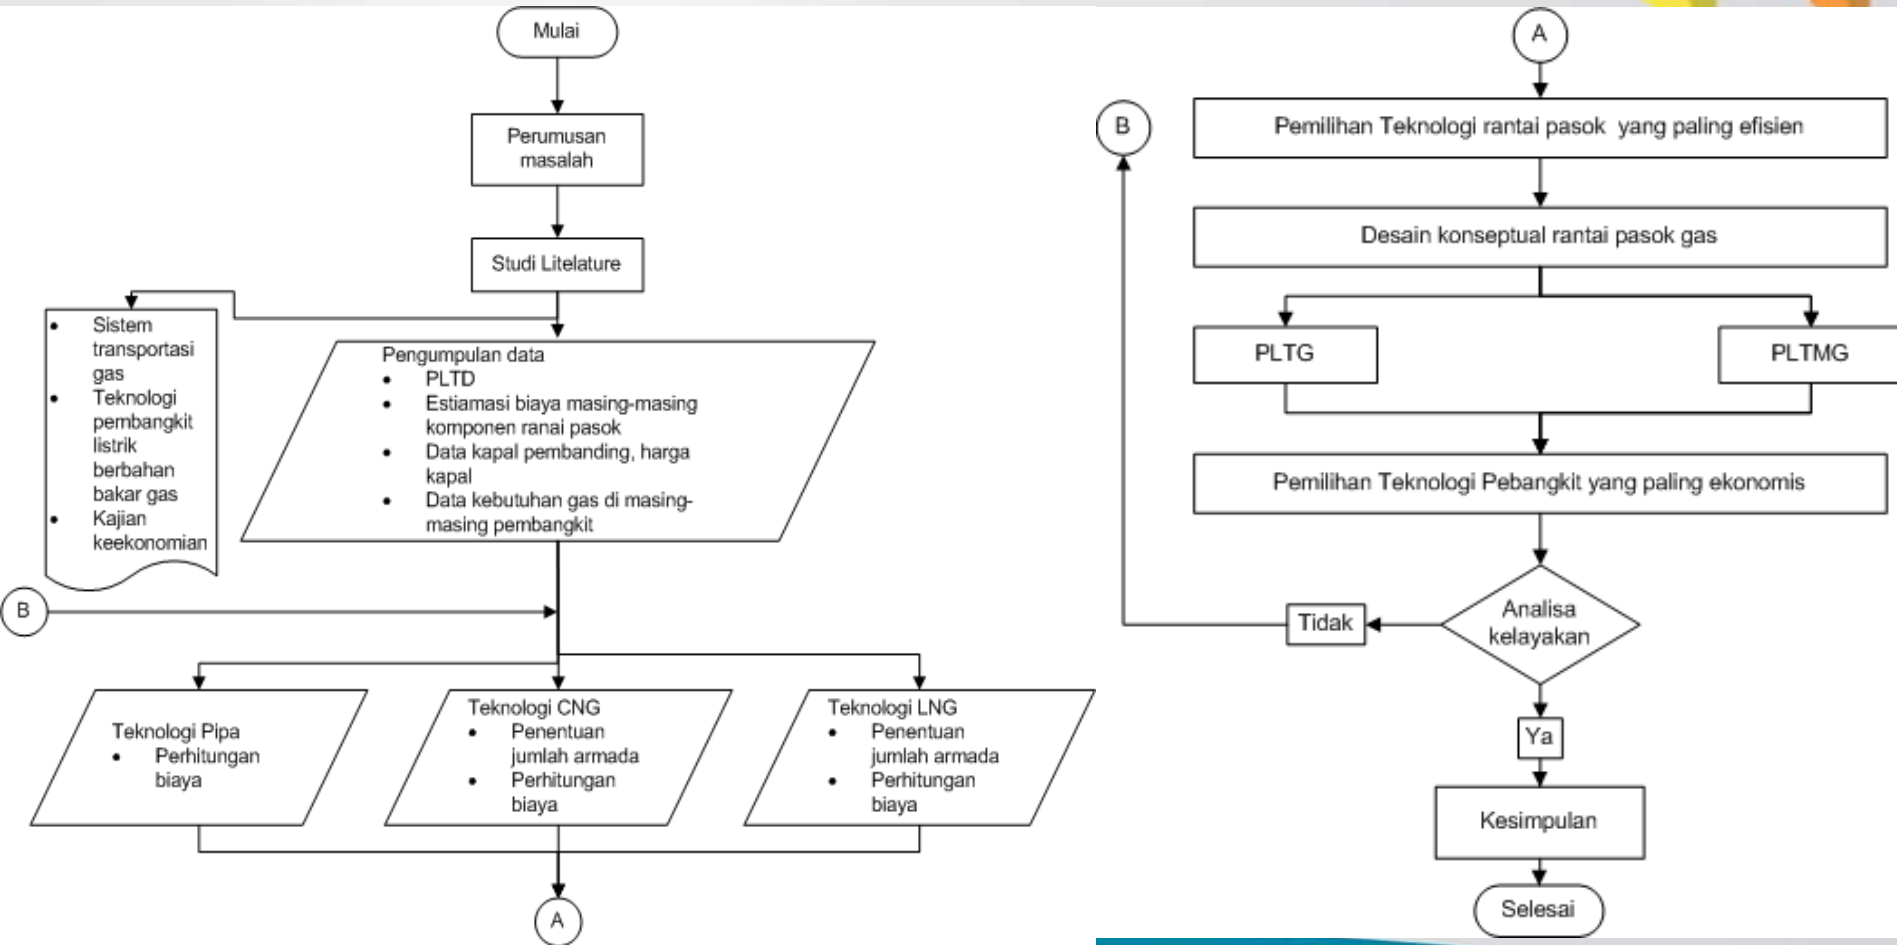 Mulai
Perumusan
masalah
Studi Litelature
• Sistem
transportasi
gas
• Teknologi
pembangkit
listrik
berbahan
bakar gas
• Kajian
keekonomian
Pengumpulan data
• PLTD
• Estiamasi biaya masing-masing
komponen ranai pasok
• Data kapal pembanding, harga
kapal
• Data kebutuhan gas di masing-
masing pembangkit
B
Teknologi Pipa
• Perhitungan
biaya
Teknologi CNG
• Penentuan
jumlah armada
• Perhitungan
biaya
Teknologi LNG
• Penentuan
jumlah armada
• Perhitungan
biaya
A
A
B
Pemilihan Teknologi rantai pasok yang paling efisien
Desain konseptual rantai pasok gas
PLTG
PLTMG
Pemilihan Teknologi Pebangkit yang paling ekonomis
Analisa
kelayakan
Tidak
Ya
Kesimpulan
Selesai